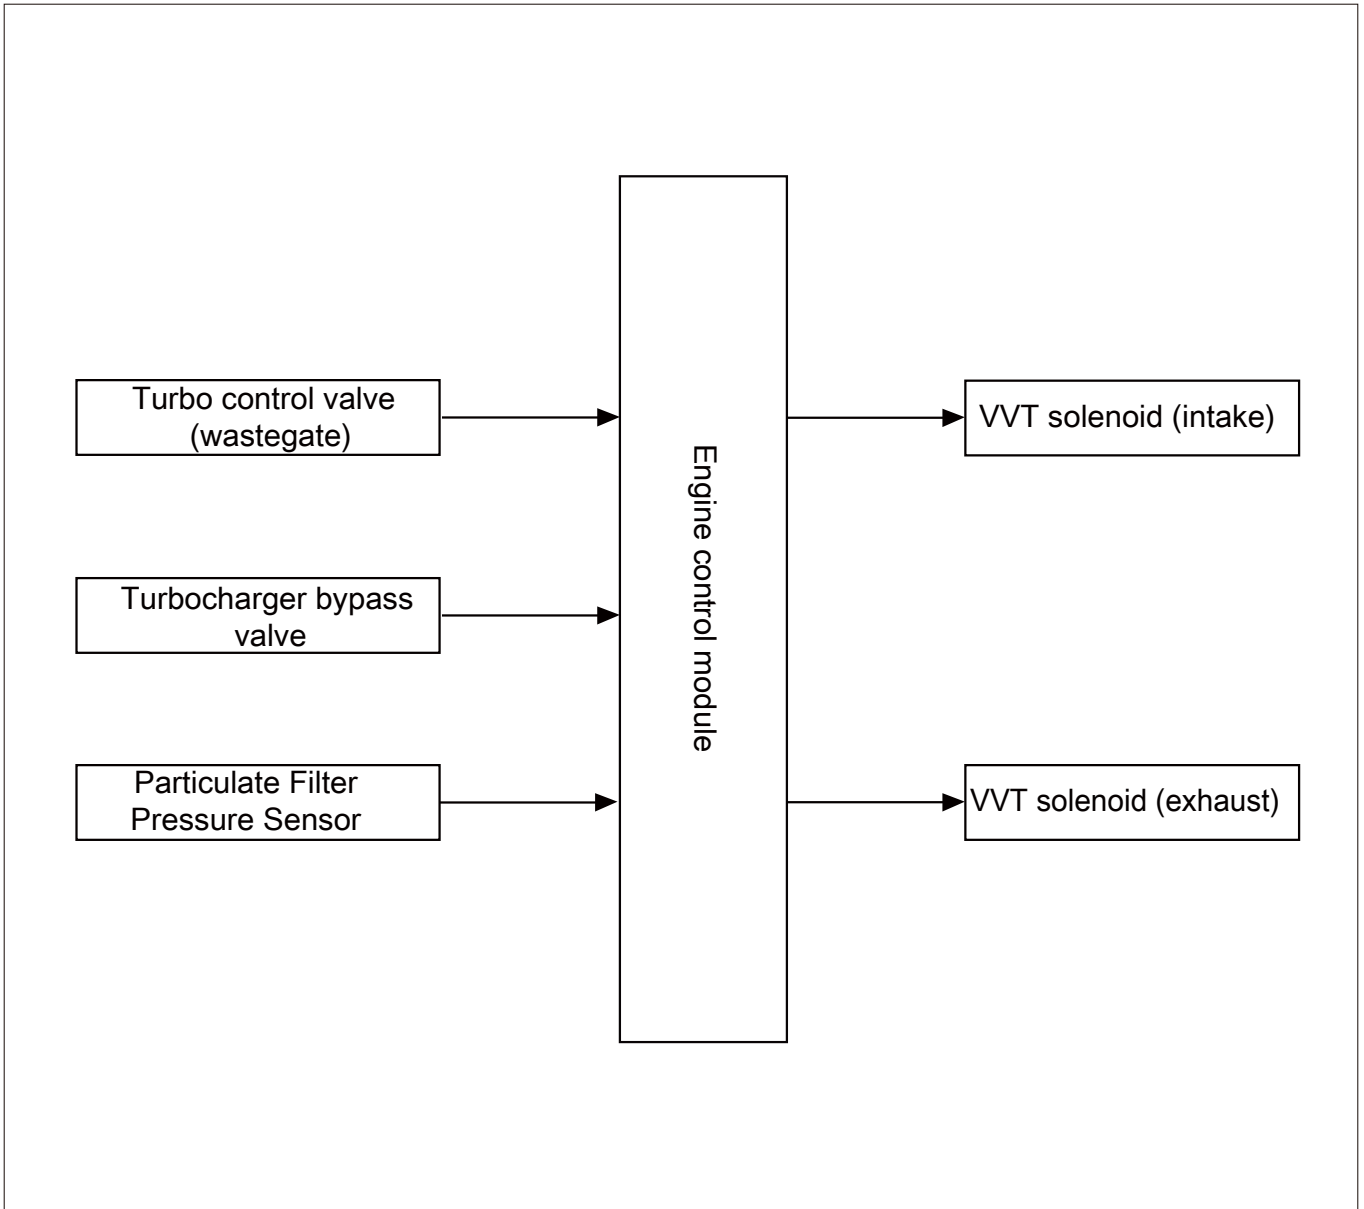 Turbo control valve
(wastegate)
Turbocharger bypass
valve
Particulate Filter
Pressure Sensor
Engine control module
VVT solenoid (intake)
VVT solenoid (exhaust)